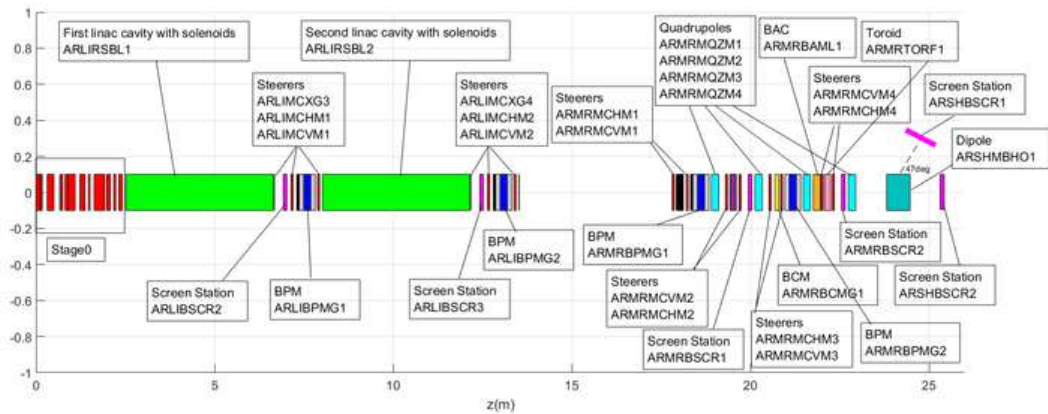 1
0.8
0.6
0.4
0.2
0
-0.2
-0.4
-0.6
-0.8
-1
First linac cavity with solenoids
ARLIRSBL1
Second linac cavity with solenoids
ARLIRSBL2
Steerers
ARLIMCXG3
ARLIMCHM1
ARLIMCVM1
Steerers
ARLIMCXG4
ARLIMCHM2
ARLIMCVM2
Steerers
ARMRMCHM1
ARMRMCVM1
Quadrupoles
ARMRMQZM1
ARMRMQZM2
ARMRMQZM3
ARMRMQZM4
BAC
ARMRBAML1
Toroid
ARMRTORF1
Steerers
ARMRMCVM4
ARMRMCHM4
Screen Station
ARSHBSCR1
Dipole
ARSHMBHO1
47deg
Stage0
Screen Station
ARLIBSCR2
BPM
ARLIBPMG1
Screen Station
ARLIBSCR3
BPM
ARLIBPMG2
BPM
ARMRBPMG1
Steerers
ARMRMCVM2
ARMRMCHM2
Screen Station
ARMRBSCR1
BCM
ARMRBCMG1
Steerers
ARMRMCHM3
ARMRMCVM3
BPM
ARMRBPMG2
Screen Station
ARMRBSCR2
Screen Station
ARSHBSCR2
0
5
10
15
20
25
z(m)